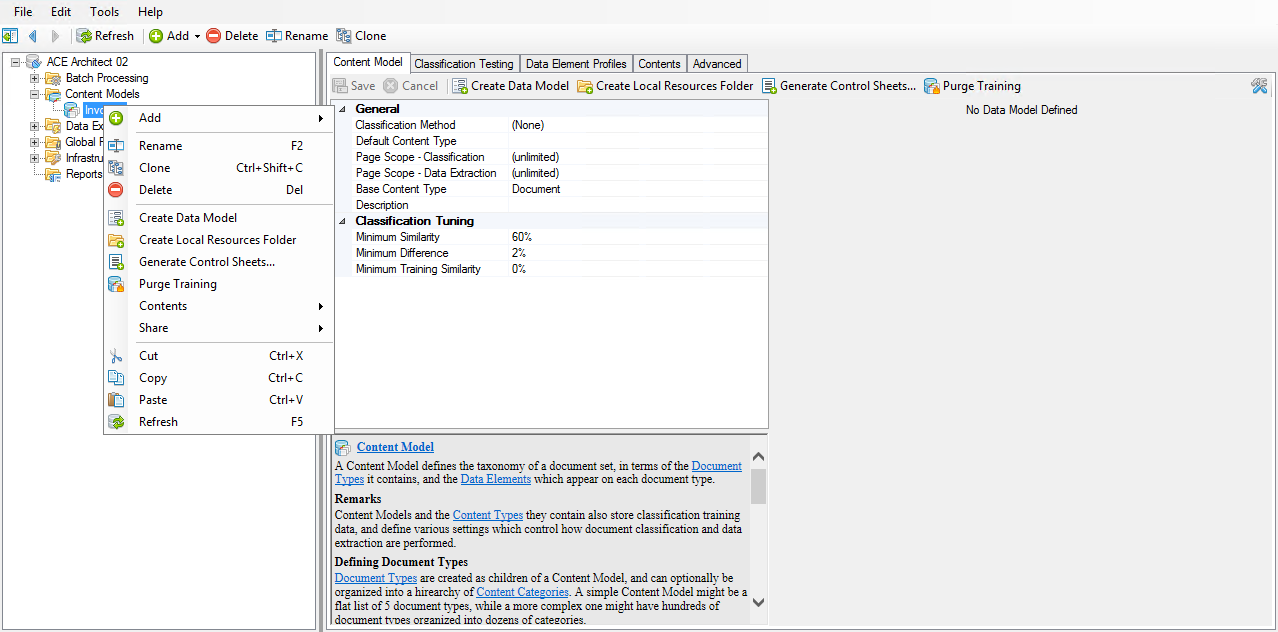 File Edit Tools Help
Refresh Add Delete Rename Clone
ACE Architect 02
Batch Processing
Content Models
Data Ex
Global
Infrastru
Reports
Add
Rename F2
Clone Ctrl+Shift+C
Delete Del
Create Data Model
Create Local Resources Folder
Generate Control Sheets...
Purge Training
Contents
Share
Cut Ctrl+X
Copy Ctrl+C
Paste Ctrl+V
Refresh F5
Content Model Classification Testing Data Element Profiles Contents Advanced
Save Cancel Create Data Model Create Local Resources Folder Generate Control Sheets... Purge Training
General
Classification Method (None)
Default Content Type
Page Scope - Classification (unlimited)
Page Scope - Data Extraction (unlimited)
Base Content Type Document
Description
Classification Tuning
Minimum Similarity 60%
Minimum Difference 2%
Minimum Training Similarity 0%
No Data Model Defined
Content Model
A Content Model defines the taxonomy of a document set, in terms of the Document
Types it contains, and the Data Elements which appear on each document type.
Remarks
Content Models and the Content Types they contain also store classification training
data, and define various settings which control how document classification and data
extraction are performed.
Defining Document Types
Document Types are created as children of a Content Model, and can optionally be
organized into a hirearchy of Content Categories. A simple Content Model might be a
flat list of 5 document types, while a more complex one might have hundreds of
document types organized into dozens of categories.